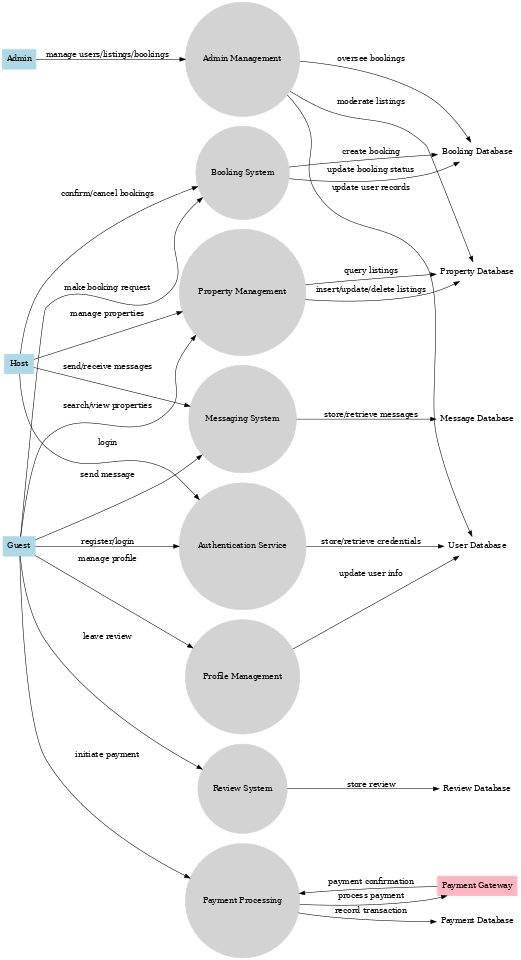 Admin
manage users/listings/bookings
Admin Management
oversee bookings
moderate listings
Booking System
create booking
Booking Database
update booking status
update user records
confirm/cancel bookings
make booking request
Property Management
query listings
Property Database
insert/update/delete listings
manage properties
Host
send/receive messages
search/view properties
Messaging System
store/retrieve messages
Message Database
login
send message
Guest
register/login
Authentication Service
store/retrieve credentials
User Database
manage profile
update user info
leave review
Profile Management
initiate payment
Review System
store review
Review Database
Payment Processing
payment confirmation
Payment Gateway
process payment
record transaction
Payment Database